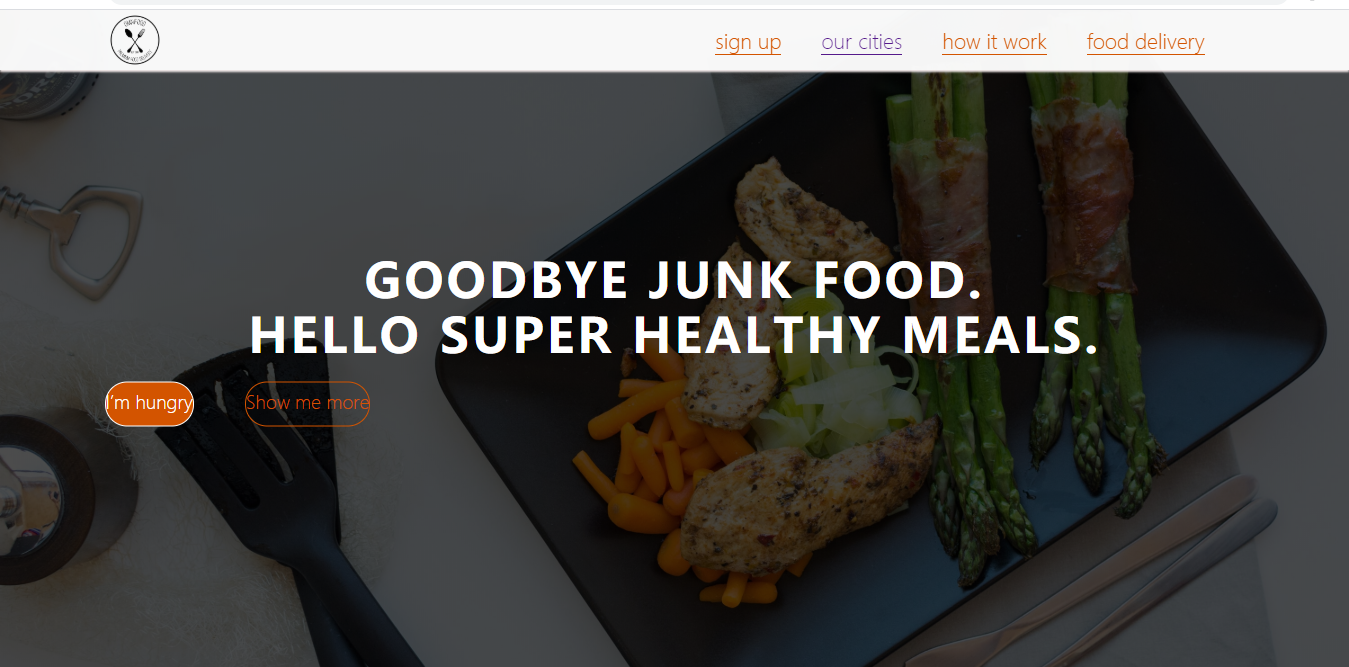 sign up our cities how it work food delivery
GOODBYE JUNK FOOD.
HELLO SUPER HEALTHY MEALS.
I'm hungry Show me more